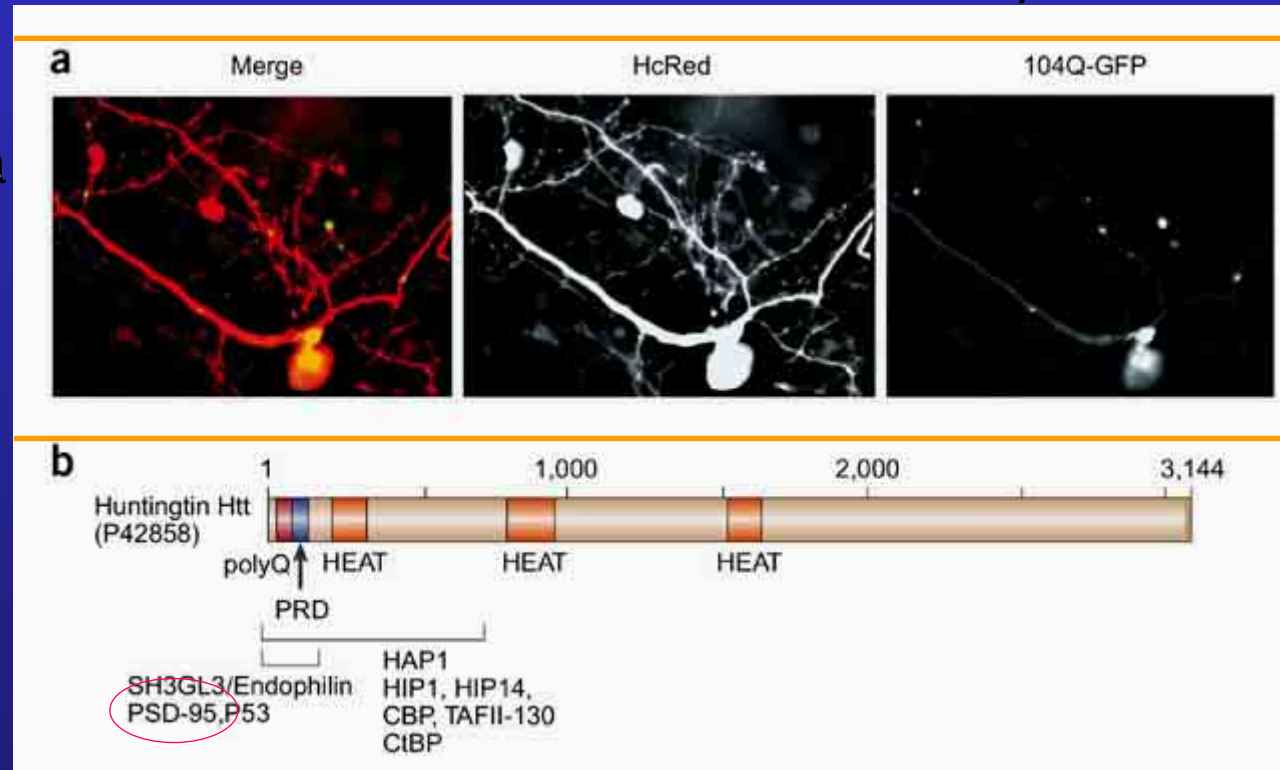 a
Merge HcRed 104Q-GFP
b
1 1,000 2,000 3,144
Huntingtin Htt
(P42858)
polyQ HEAT HEAT HEAT
PRD
HAP1
SH3GL3/Endophilin HIP1, HIP14,
PSD-95,P53 CBP, TAFII-130
CtBP